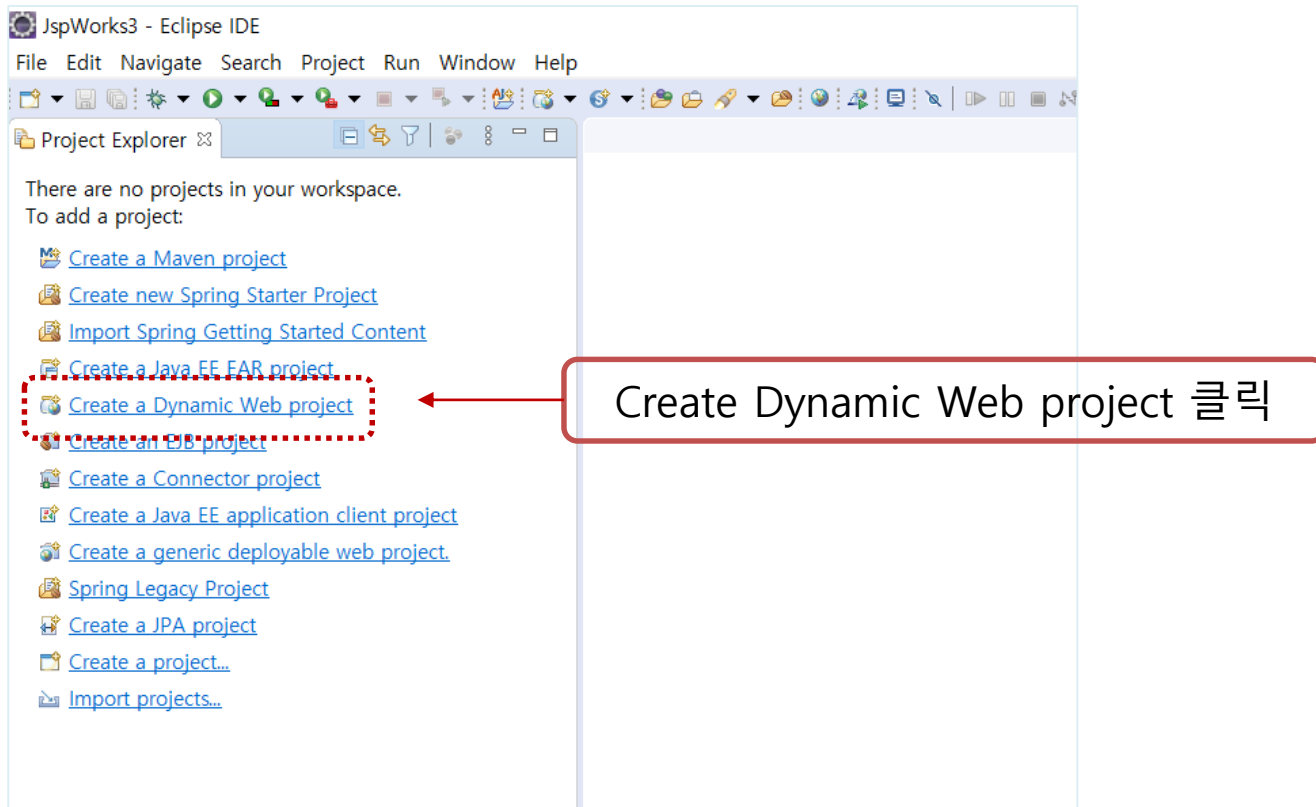 JspWorks3 - Eclipse IDE
File Edit Navigate Search Project Run Window Help
Project Explorer
There are no projects in your workspace.
To add a project:
Create a Maven project
Create new Spring Starter Project
Import Spring Getting Started Content
Create a Java EE EAR project
Create a Dynamic Web project
Create Dynamic Web project 클릭
Create an EJB project
Create a Connector project
Create a Java EE application client project
Create a generic deployable web project.
Spring Legacy Project
Create a JPA project
Create a project...
Import projects...